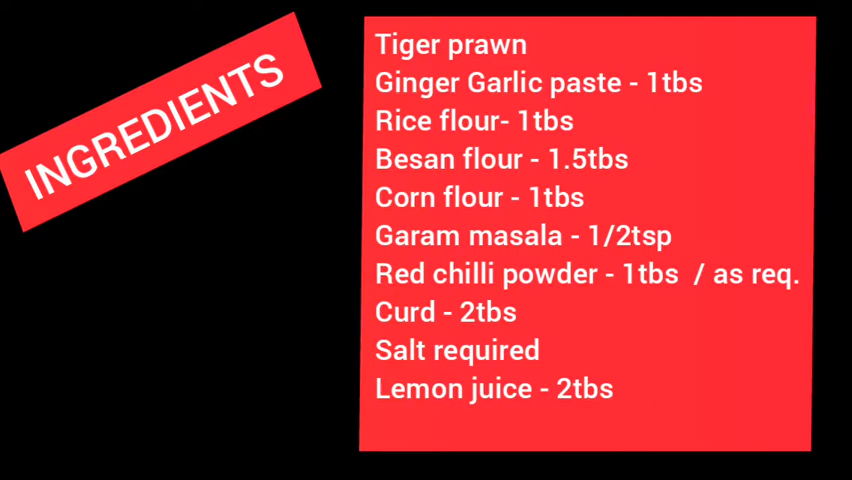 INGREDIENTS
Tiger prawn
Ginger Garlic paste - 1tbs
Rice flour- 1tbs
Besan flour - 1.5tbs
Corn flour - 1tbs
Garam masala - 1/2tsp
Red chilli powder - 1tbs  / as req.
Curd - 2tbs
Salt required
Lemon juice - 2tbs